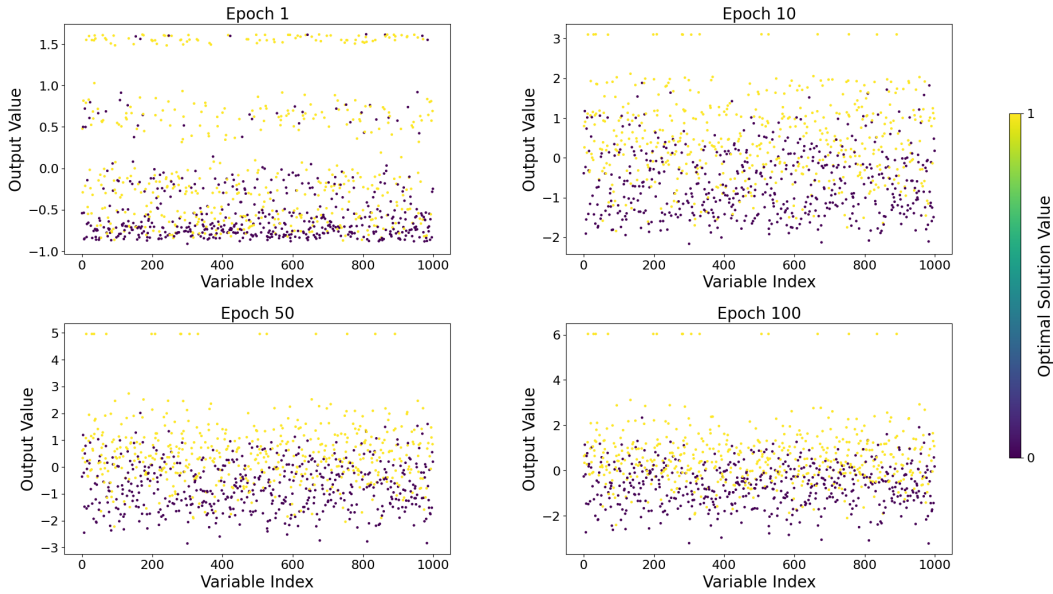 Epoch 1
Output Value
1.5
1.0
0.5
0.0
−0.5
−1.0
0 200 400 600 800 1000
Variable Index
Epoch 10
Output Value
3
2
1
0
−1
−2
0 200 400 600 800 1000
Variable Index
Epoch 50
Output Value
5
4
3
2
1
0
−1
−2
−3
0 200 400 600 800 1000
Variable Index
Epoch 100
Output Value
6
4
2
0
−2
0 200 400 600 800 1000
Variable Index
1
0
Optimal Solution Value